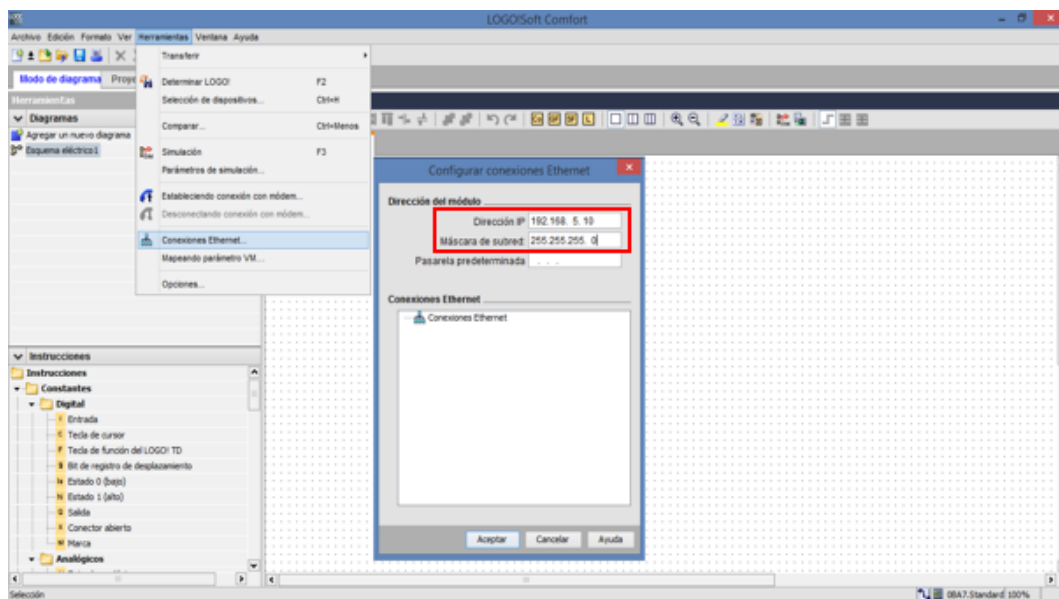 LOGO!Soft Comfort
Archivo Edición Formato Ver Herramientas Ventana Ayuda
Modo de diagrama Proye
Herramientas
Diagramas
Agregar un nuevo diagrama
Esquema eléctrico1
Transferir
Determinar LOGO! F2
Selección de dispositivos... Ctrl+H
Comparar... Ctrl+Menos
Simulación F3
Parámetros de simulación...
Estableciendo conexión con módem...
Desconectando conexión con módem...
Conexiones Ethernet...
Mapeando parámetro VM...
Opciones...
Configurar conexiones Ethernet
Dirección del módulo
Dirección IP 192.168. 5. 10
Máscara de subred: 255.255.255. 0
Pasarela predeterminada . . .
Conexiones Ethernet
Conexiones Ethernet
Aceptar Cancelar Ayuda
Instrucciones
Instrucciones
Constantes
Digital
I Entrada
C Tecla de cursor
F Tecla de función del LOGO! TD
S Bit de registro de desplazamiento
lo Estado 0 (bajo)
hi Estado 1 (alto)
Q Salida
X Conector abierto
M Marca
Analógicos
Selección
0BA7.Standard 100%